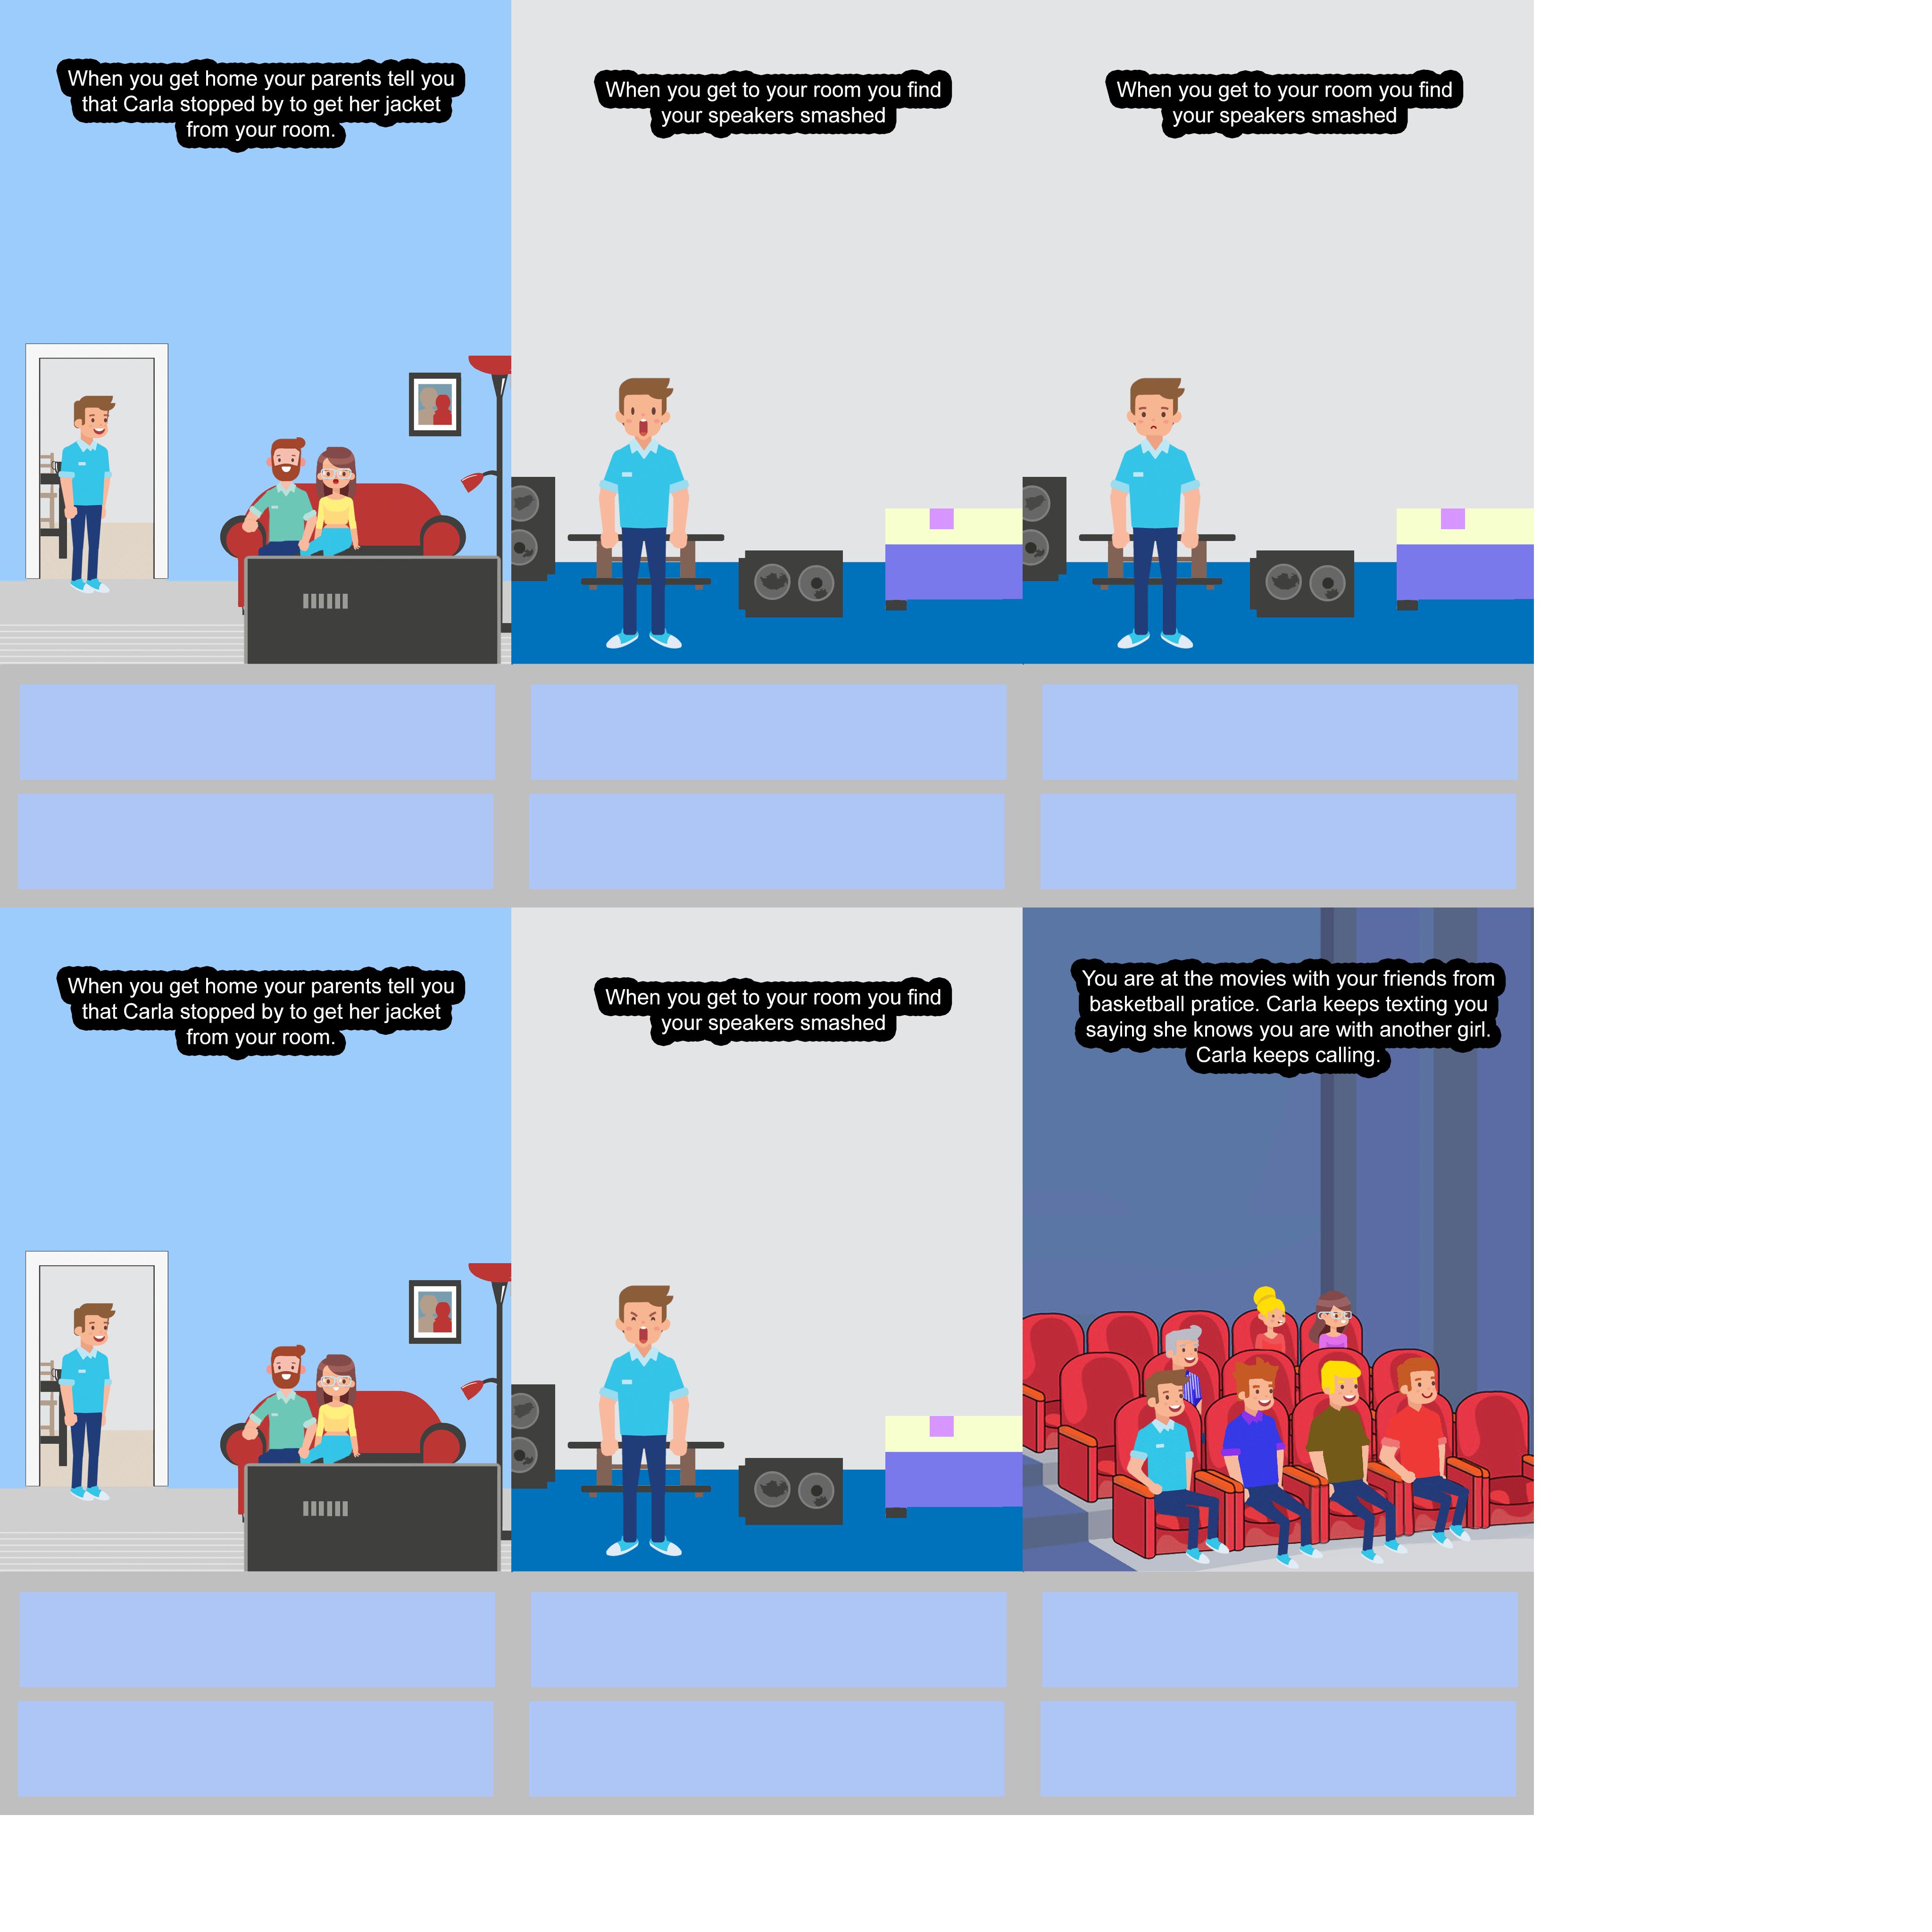 When you get home your parents tell you
that Carla stopped by to get her jacket
from your room.
When you get to your room you find
your speakers smashed
When you get to your room you find
your speakers smashed
When you get home your parents tell you
that Carla stopped by to get her jacket
from your room.
When you get to your room you find
your speakers smashed
You are at the movies with your friends from
basketball pratice. Carla keeps texting you
saying she knows you are with another girl.
Carla keeps calling.